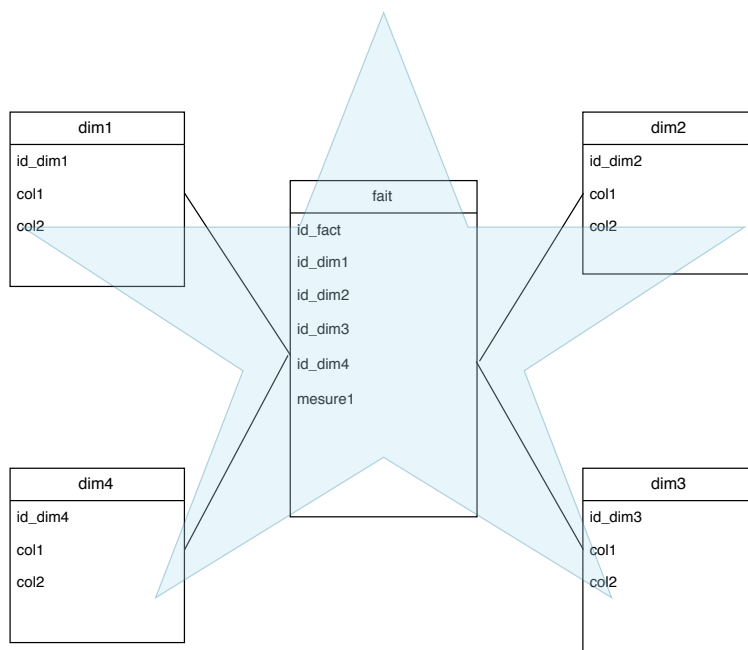 dim1
id_dim1
col1
col2
dim2
id_dim2
col1
col2
fait
id_fact
id_dim1
id_dim2
id_dim3
id_dim4
mesure1
dim4
id_dim4
col1
col2
dim3
id_dim3
col1
col2